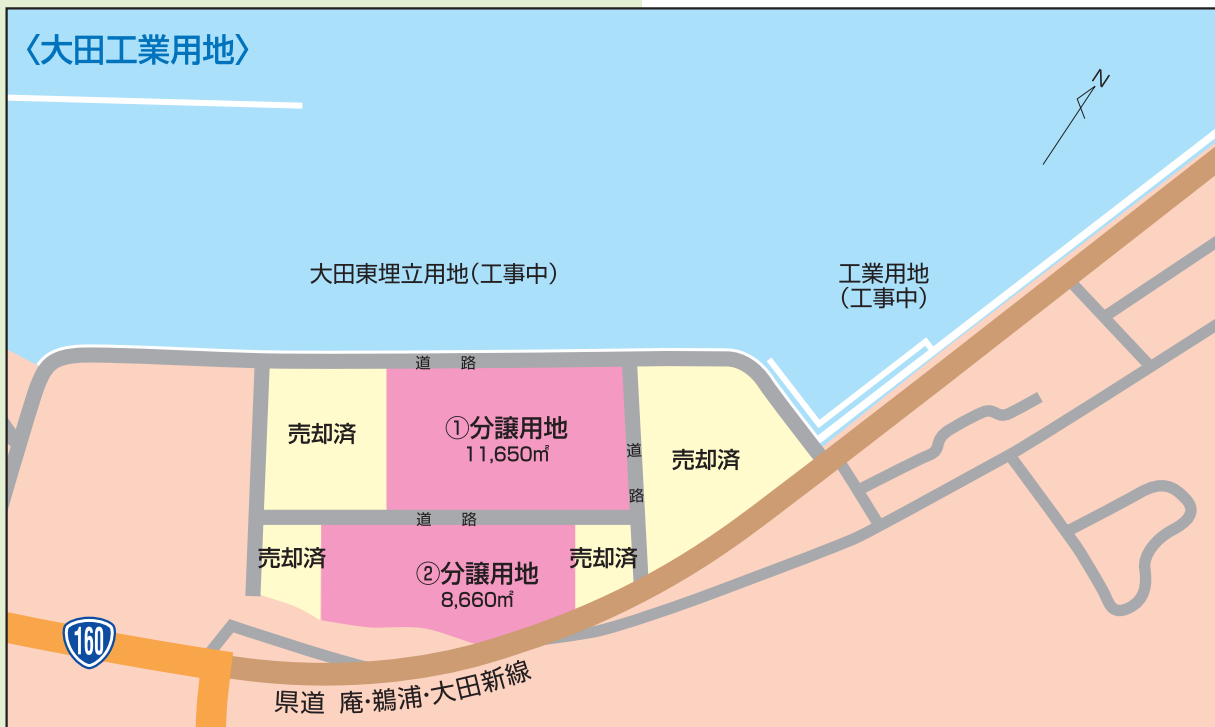 〈大田工業用地〉
N
大田東埋立用地(工事中)
工業用地
(工事中)
道 路
売却済
①分譲用地
11,650㎡
道
路
売却済
道 路
売却済
②分譲用地
8,660㎡
売却済
160
県道 庵・鵜浦・大田新線